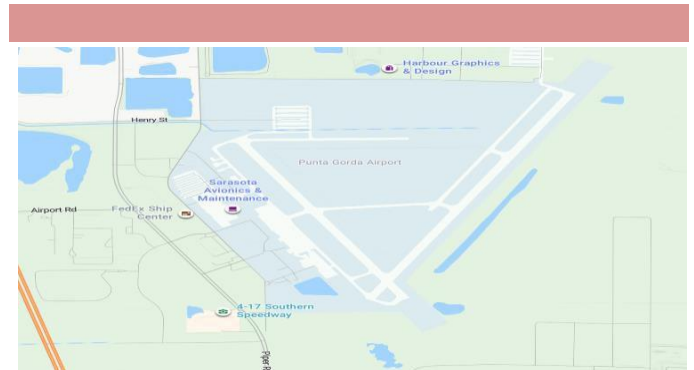 Harbour Graphics
& Design
Henry St
Punta Gorda Airport
Sarasota
Avionics &
Maintenance
Airport Rd
FedEx Ship
Center
4-17 Southern
Speedway
Piper R